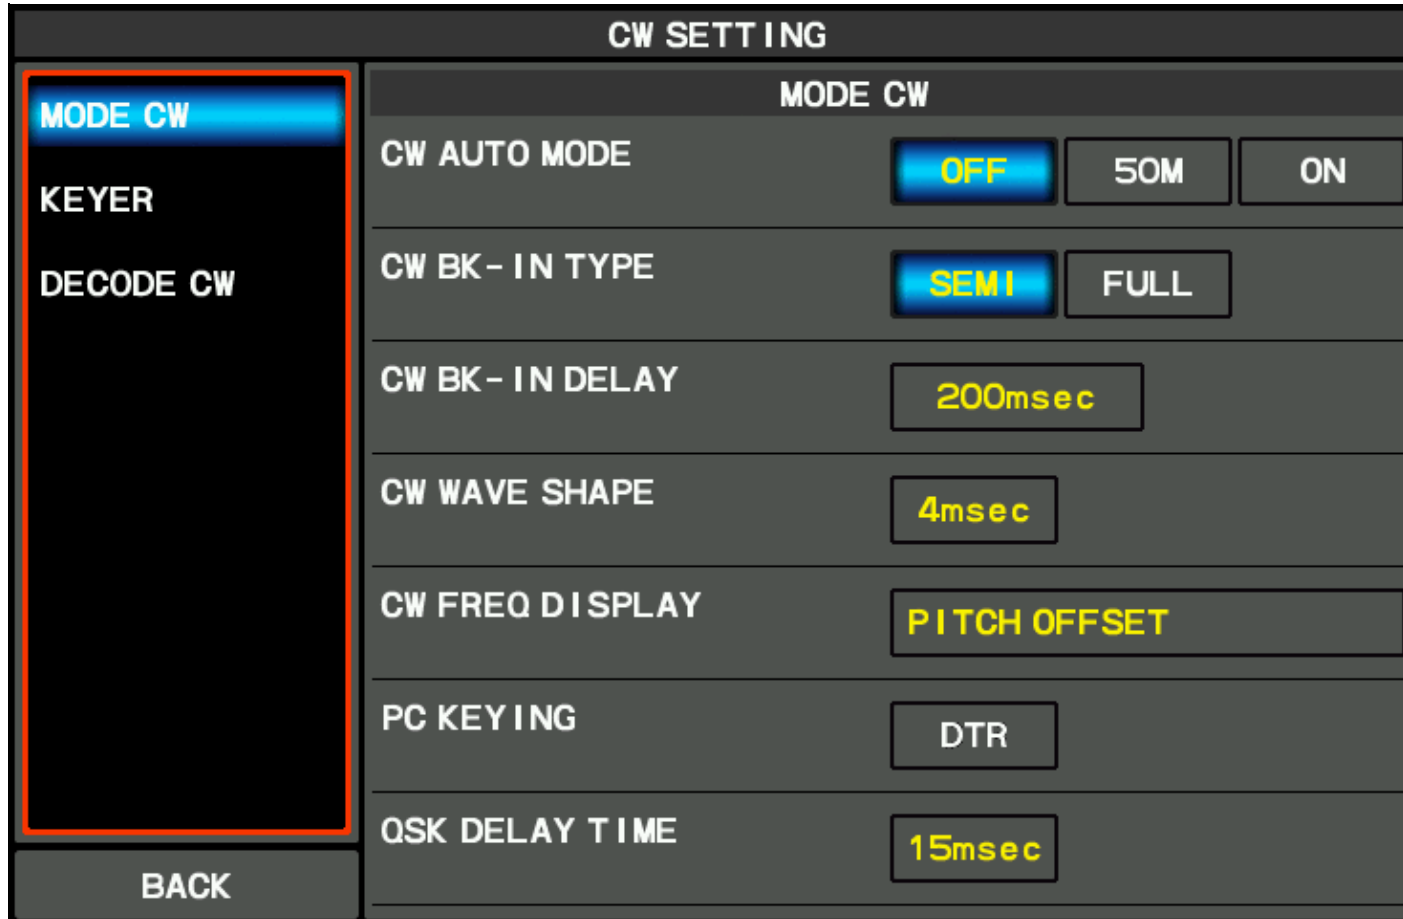 CW SETTING
MODE CW
KEYER
DECODE CW
BACK
MODE CW
CW AUTO MODE OFF 50M ON
CW BK-IN TYPE SEMI FULL
CW BK-IN DELAY 200msec
CW WAVE SHAPE 4msec
CW FREQ DISPLAY PITCH OFFSET
PC KEYING DTR
QSK DELAY TIME 15msec